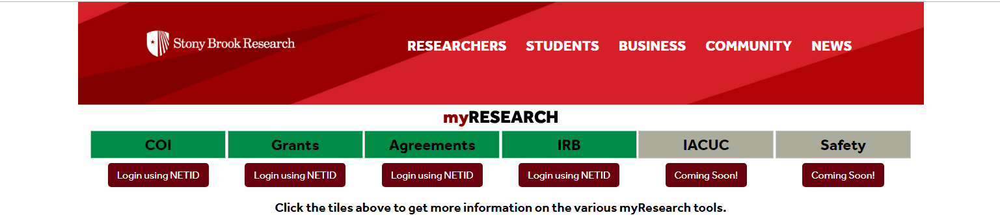 Stony Brook Research
RESEARCHERS STUDENTS BUSINESS COMMUNITY NEWS
myRESEARCH
COI Grants Agreements IRB IACUC Safety
Login using NETID Login using NETID Login using NETID Login using NETID Coming Soon! Coming Soon!
Click the tiles above to get more information on the various myResearch tools.